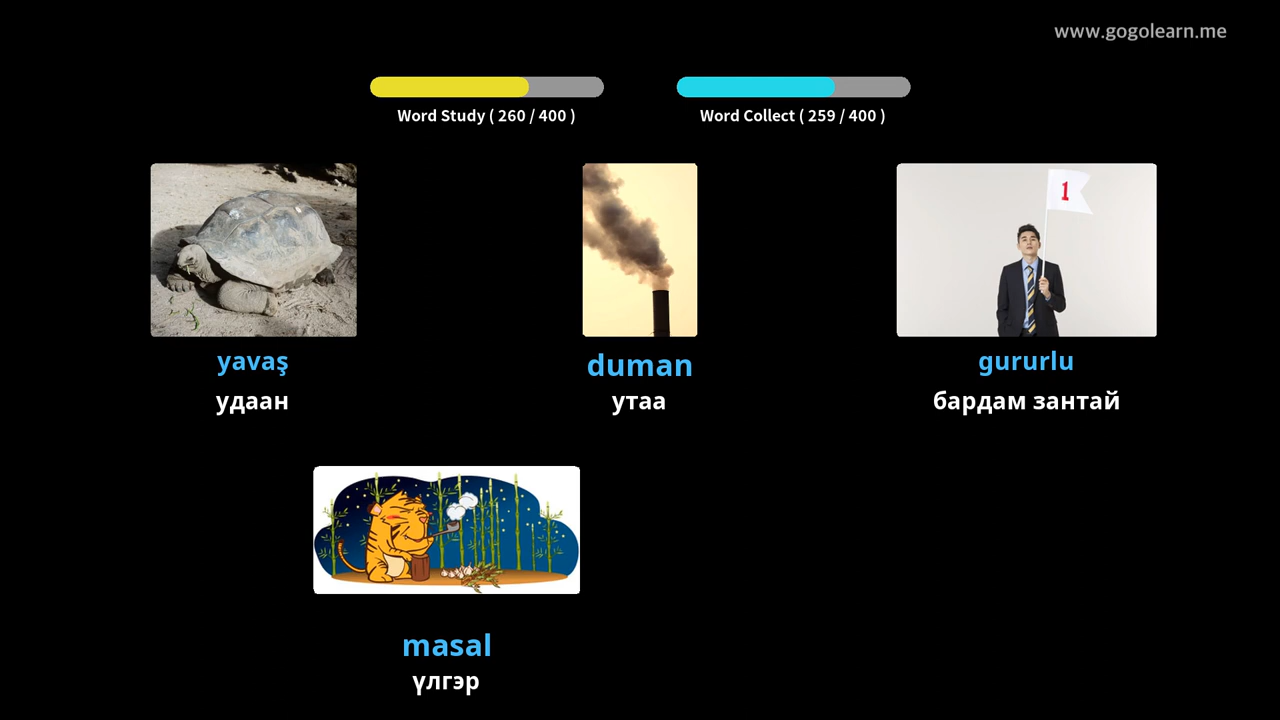 www.gogolearn.me
Word Study ( 260 / 400 )
Word Collect ( 259 / 400 )
1
yavaş
удаан
duman
утаа
gururlu
бардам зантай
masal
үлгэр